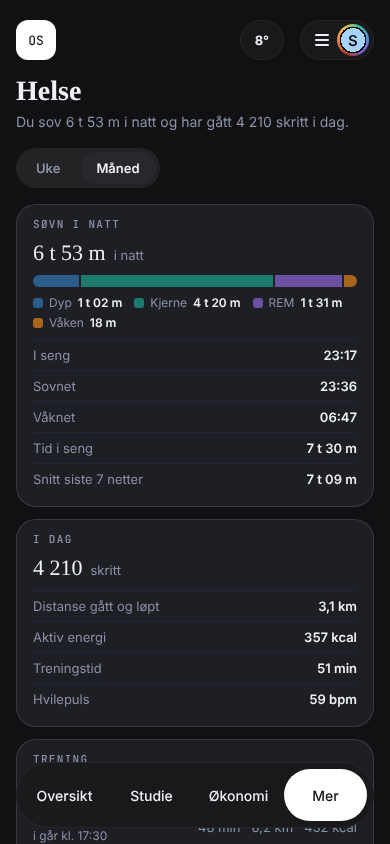 OS
8°
S
Helse
Du sov 6 t 53 m i natt og har gått 4 210 skritt i dag.
Uke Måned
SØVN I NATT
6 t 53 m i natt
Dyp 1 t 02 m Kjerne 4 t 20 m REM 1 t 31 m
Våken 18 m
I seng 23:17
Sovnet 23:36
Våknet 06:47
Tid i seng 7 t 30 m
Snitt siste 7 netter 7 t 09 m
I DAG
4 210 skritt
Distanse gått og løpt 3,1 km
Aktiv energi 357 kcal
Treningstid 51 min
Hvilepuls 59 bpm
TRENING
Oversikt Studie Økonomi Mer
i går kl. 17:30